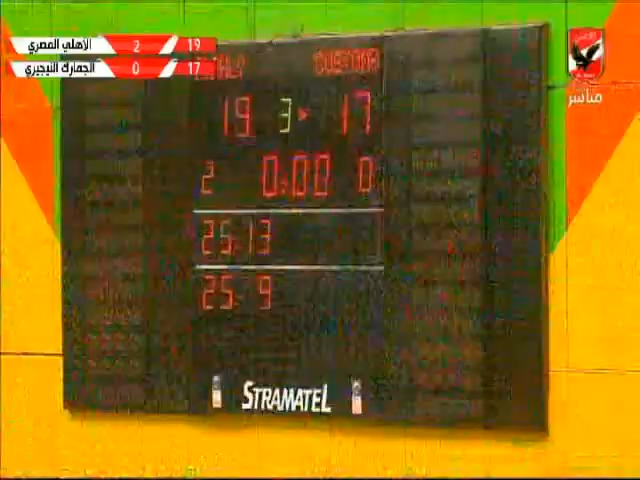 الأهلي المصري 2 19
الجمارك النيجيري 0 17
مباشر
19 3 17
2 0:00 0
25-13
25- 9
STRAMATEL